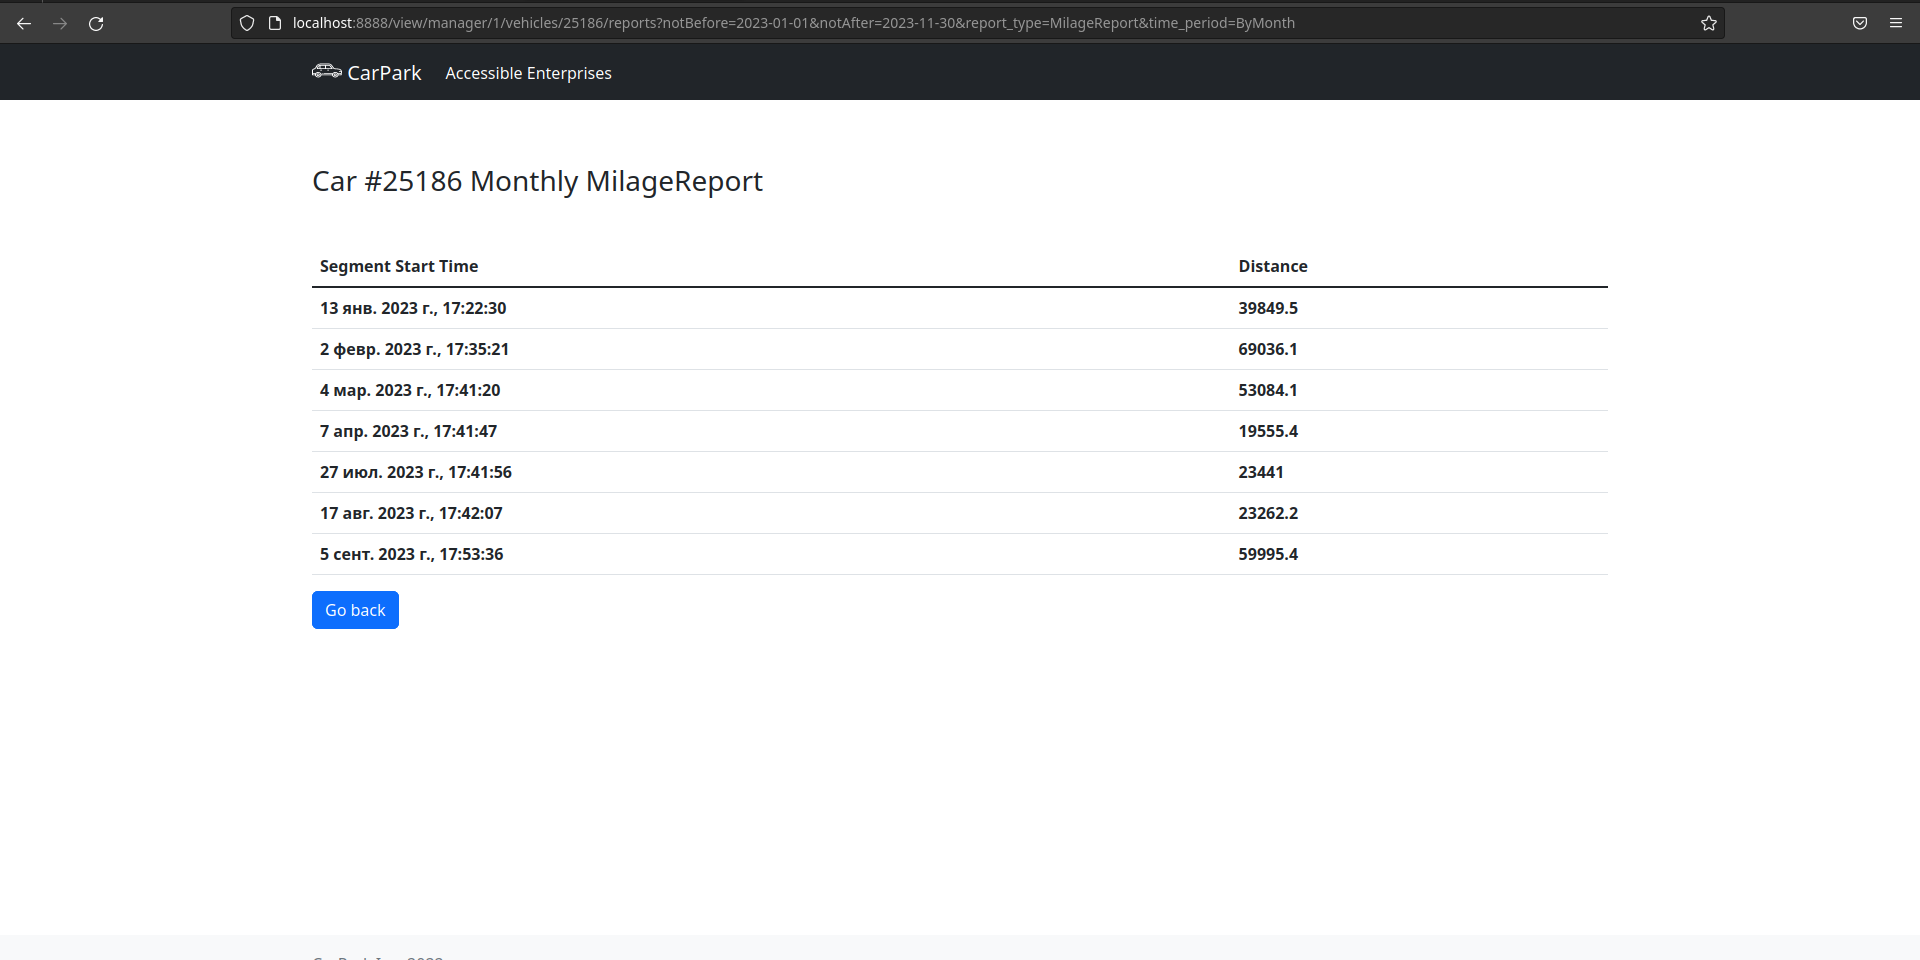 localhost:8888/view/manager/1/vehicles/25186/reports?notBefore=2023-01-01&notAfter=2023-11-30&report_type=MilageReport&time_period=ByMonth
CarPark Accessible Enterprises
Car #25186 Monthly MilageReport
Segment Start Time Distance
13 янв. 2023 г., 17:22:30 39849.5
2 февр. 2023 г., 17:35:21 69036.1
4 мар. 2023 г., 17:41:20 53084.1
7 апр. 2023 г., 17:41:47 19555.4
27 июл. 2023 г., 17:41:56 23441
17 авг. 2023 г., 17:42:07 23262.2
5 сент. 2023 г., 17:53:36 59995.4
Go back